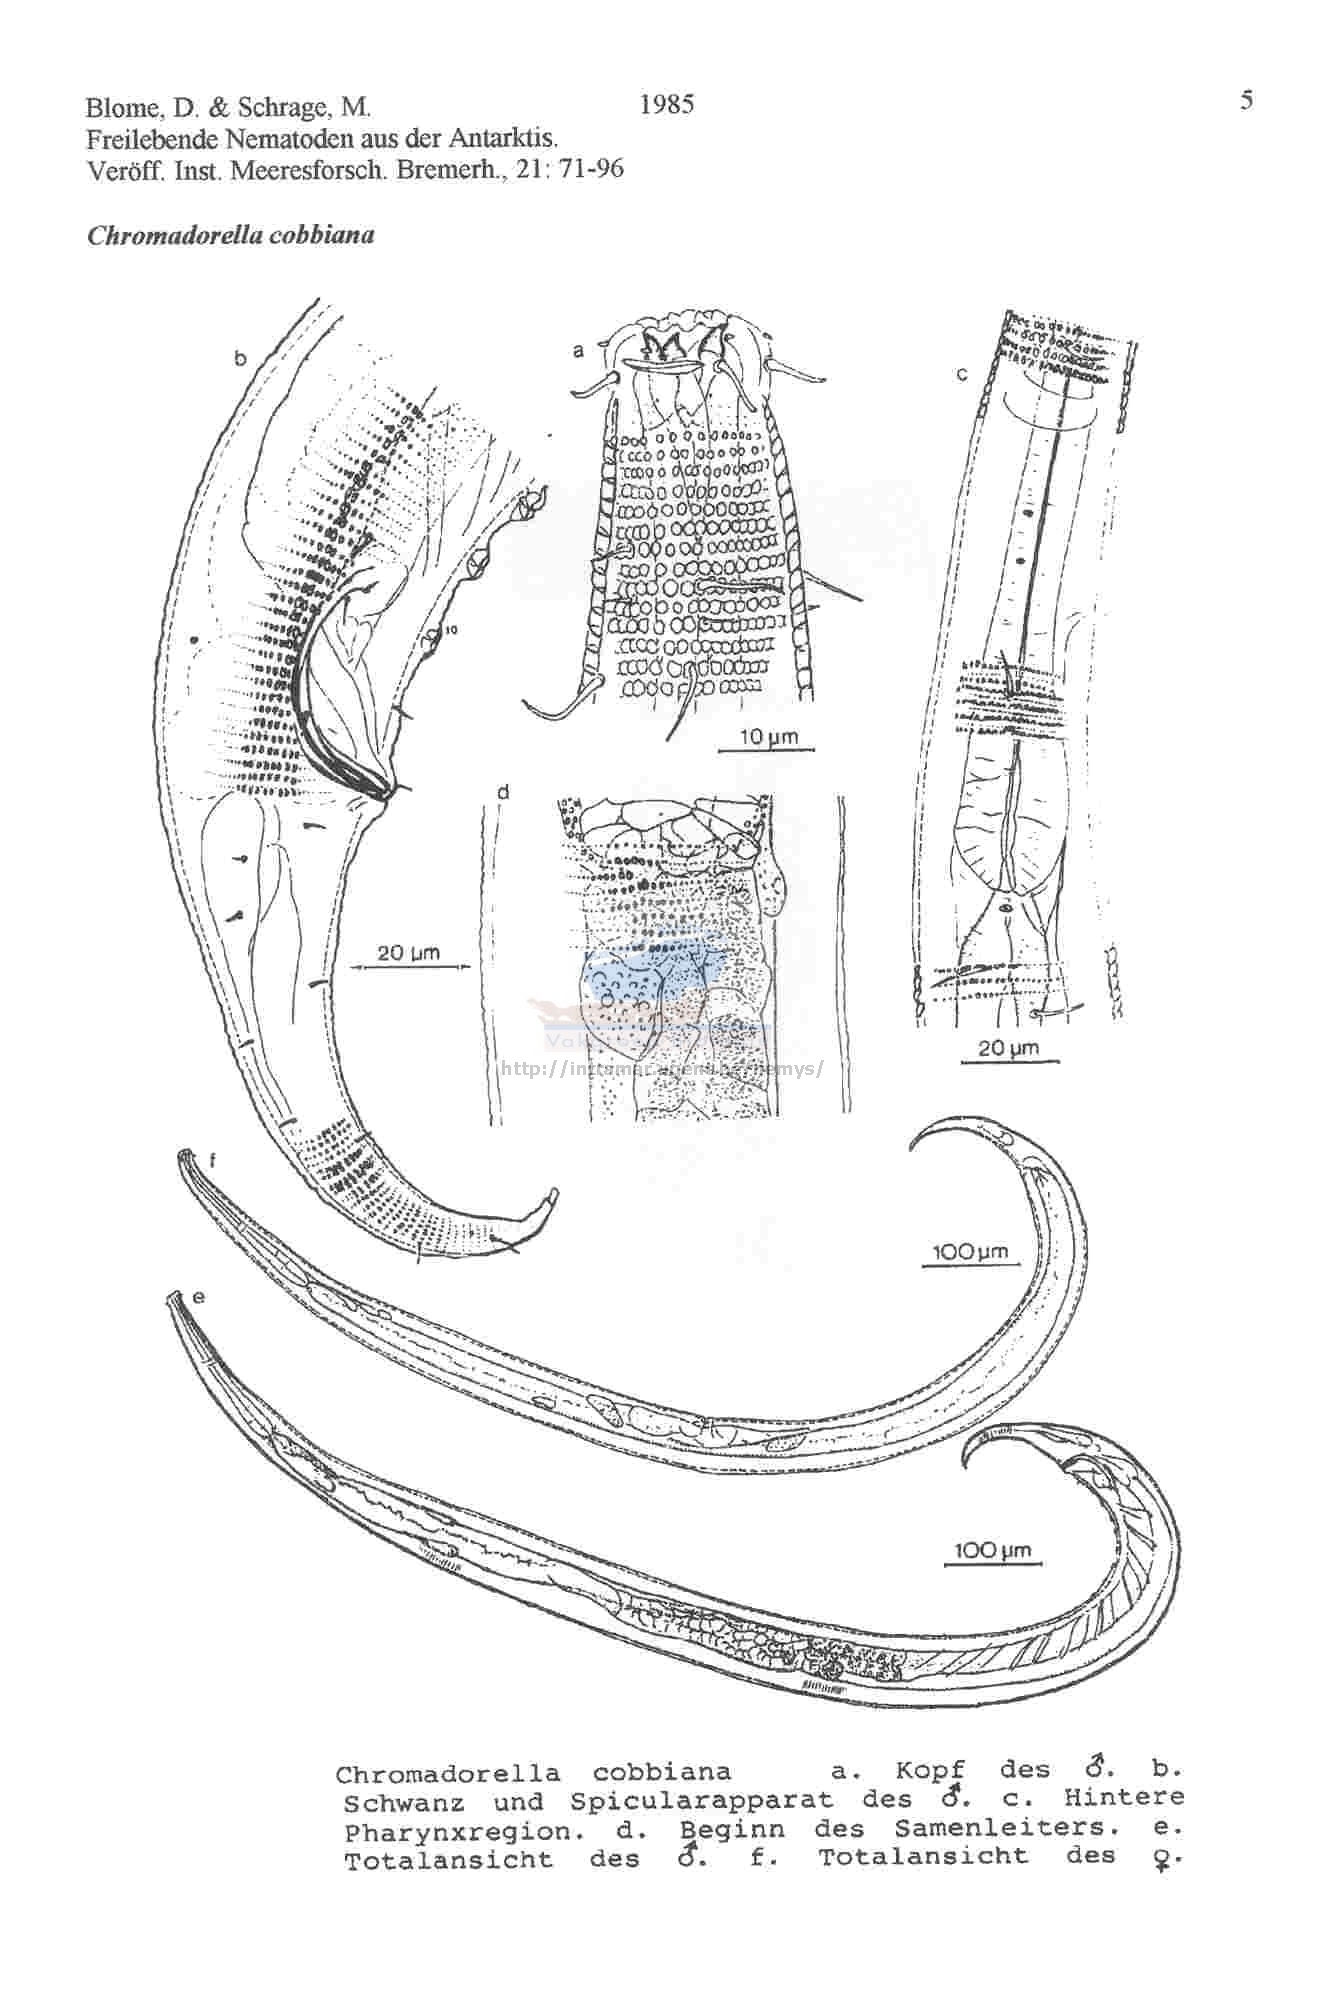 Blome, D. & Schrage, M. 1985 5
Freilebende Nematoden aus der Antarktis.
Veröff. Inst. Meeresforsch. Bremerh., 21: 71-96
Chromadorella cobbiana
b
a
c
10
10 µm
d
20 µm
20 µm
f
100 µm
e
100 µm
Chromadorella cobbiana a. Kopf des ♂. b.
Schwanz und Spicularapparat des ♂. c. Hintere
Pharynxregion. d. Beginn des Samenleiters. e.
Totalansicht des ♂. f. Totalansicht des ♀.